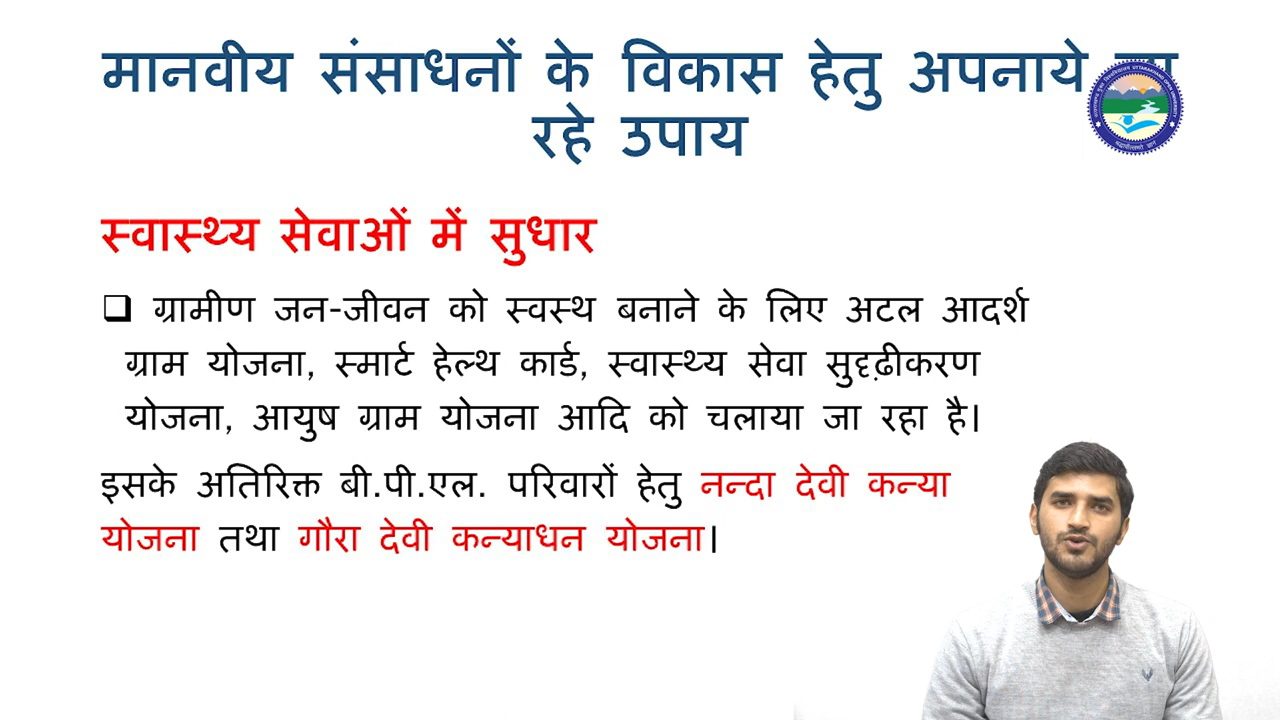 मानवीय संसाधनों के विकास हेतु अपनाये
रहे उपाय
स्वास्थ्य सेवाओं में सुधार
❑ ग्रामीण जन-जीवन को स्वस्थ बनाने के लिए अटल आदर्श
ग्राम योजना, स्मार्ट हेल्थ कार्ड, स्वास्थ्य सेवा सुदृढ़ीकरण
योजना, आयुष ग्राम योजना आदि को चलाया जा रहा है।
इसके अतिरिक्त बी.पी.एल. परिवारों हेतु नन्दा देवी कन्या
योजना तथा गौरा देवी कन्याधन योजना।